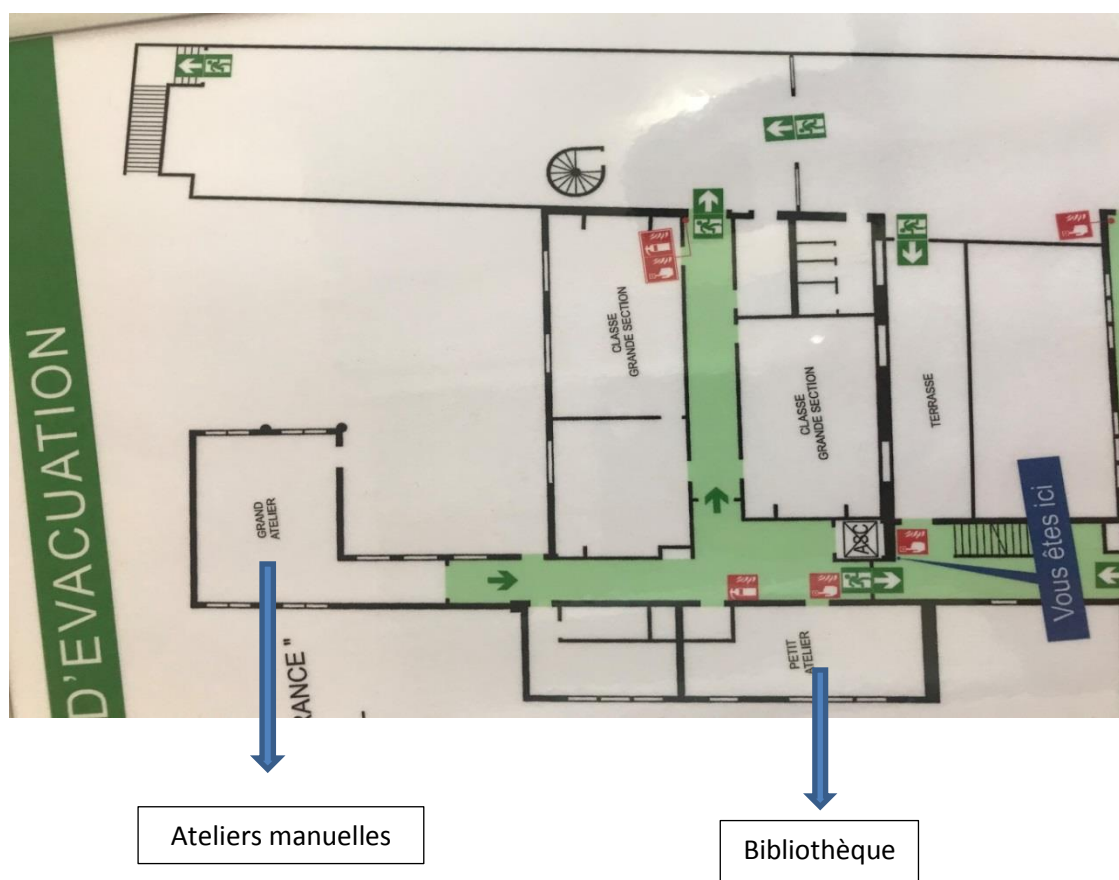 D'EVACUATION
RANCE "
CLASSE
GRANDE SECTION
CLASSE
GRANDE SECTION
TERRASSE
GRAND
ATELIER
PETIT
ATELIER
A&C
Vous êtes ici
Ateliers manuelles
Bibliothèque